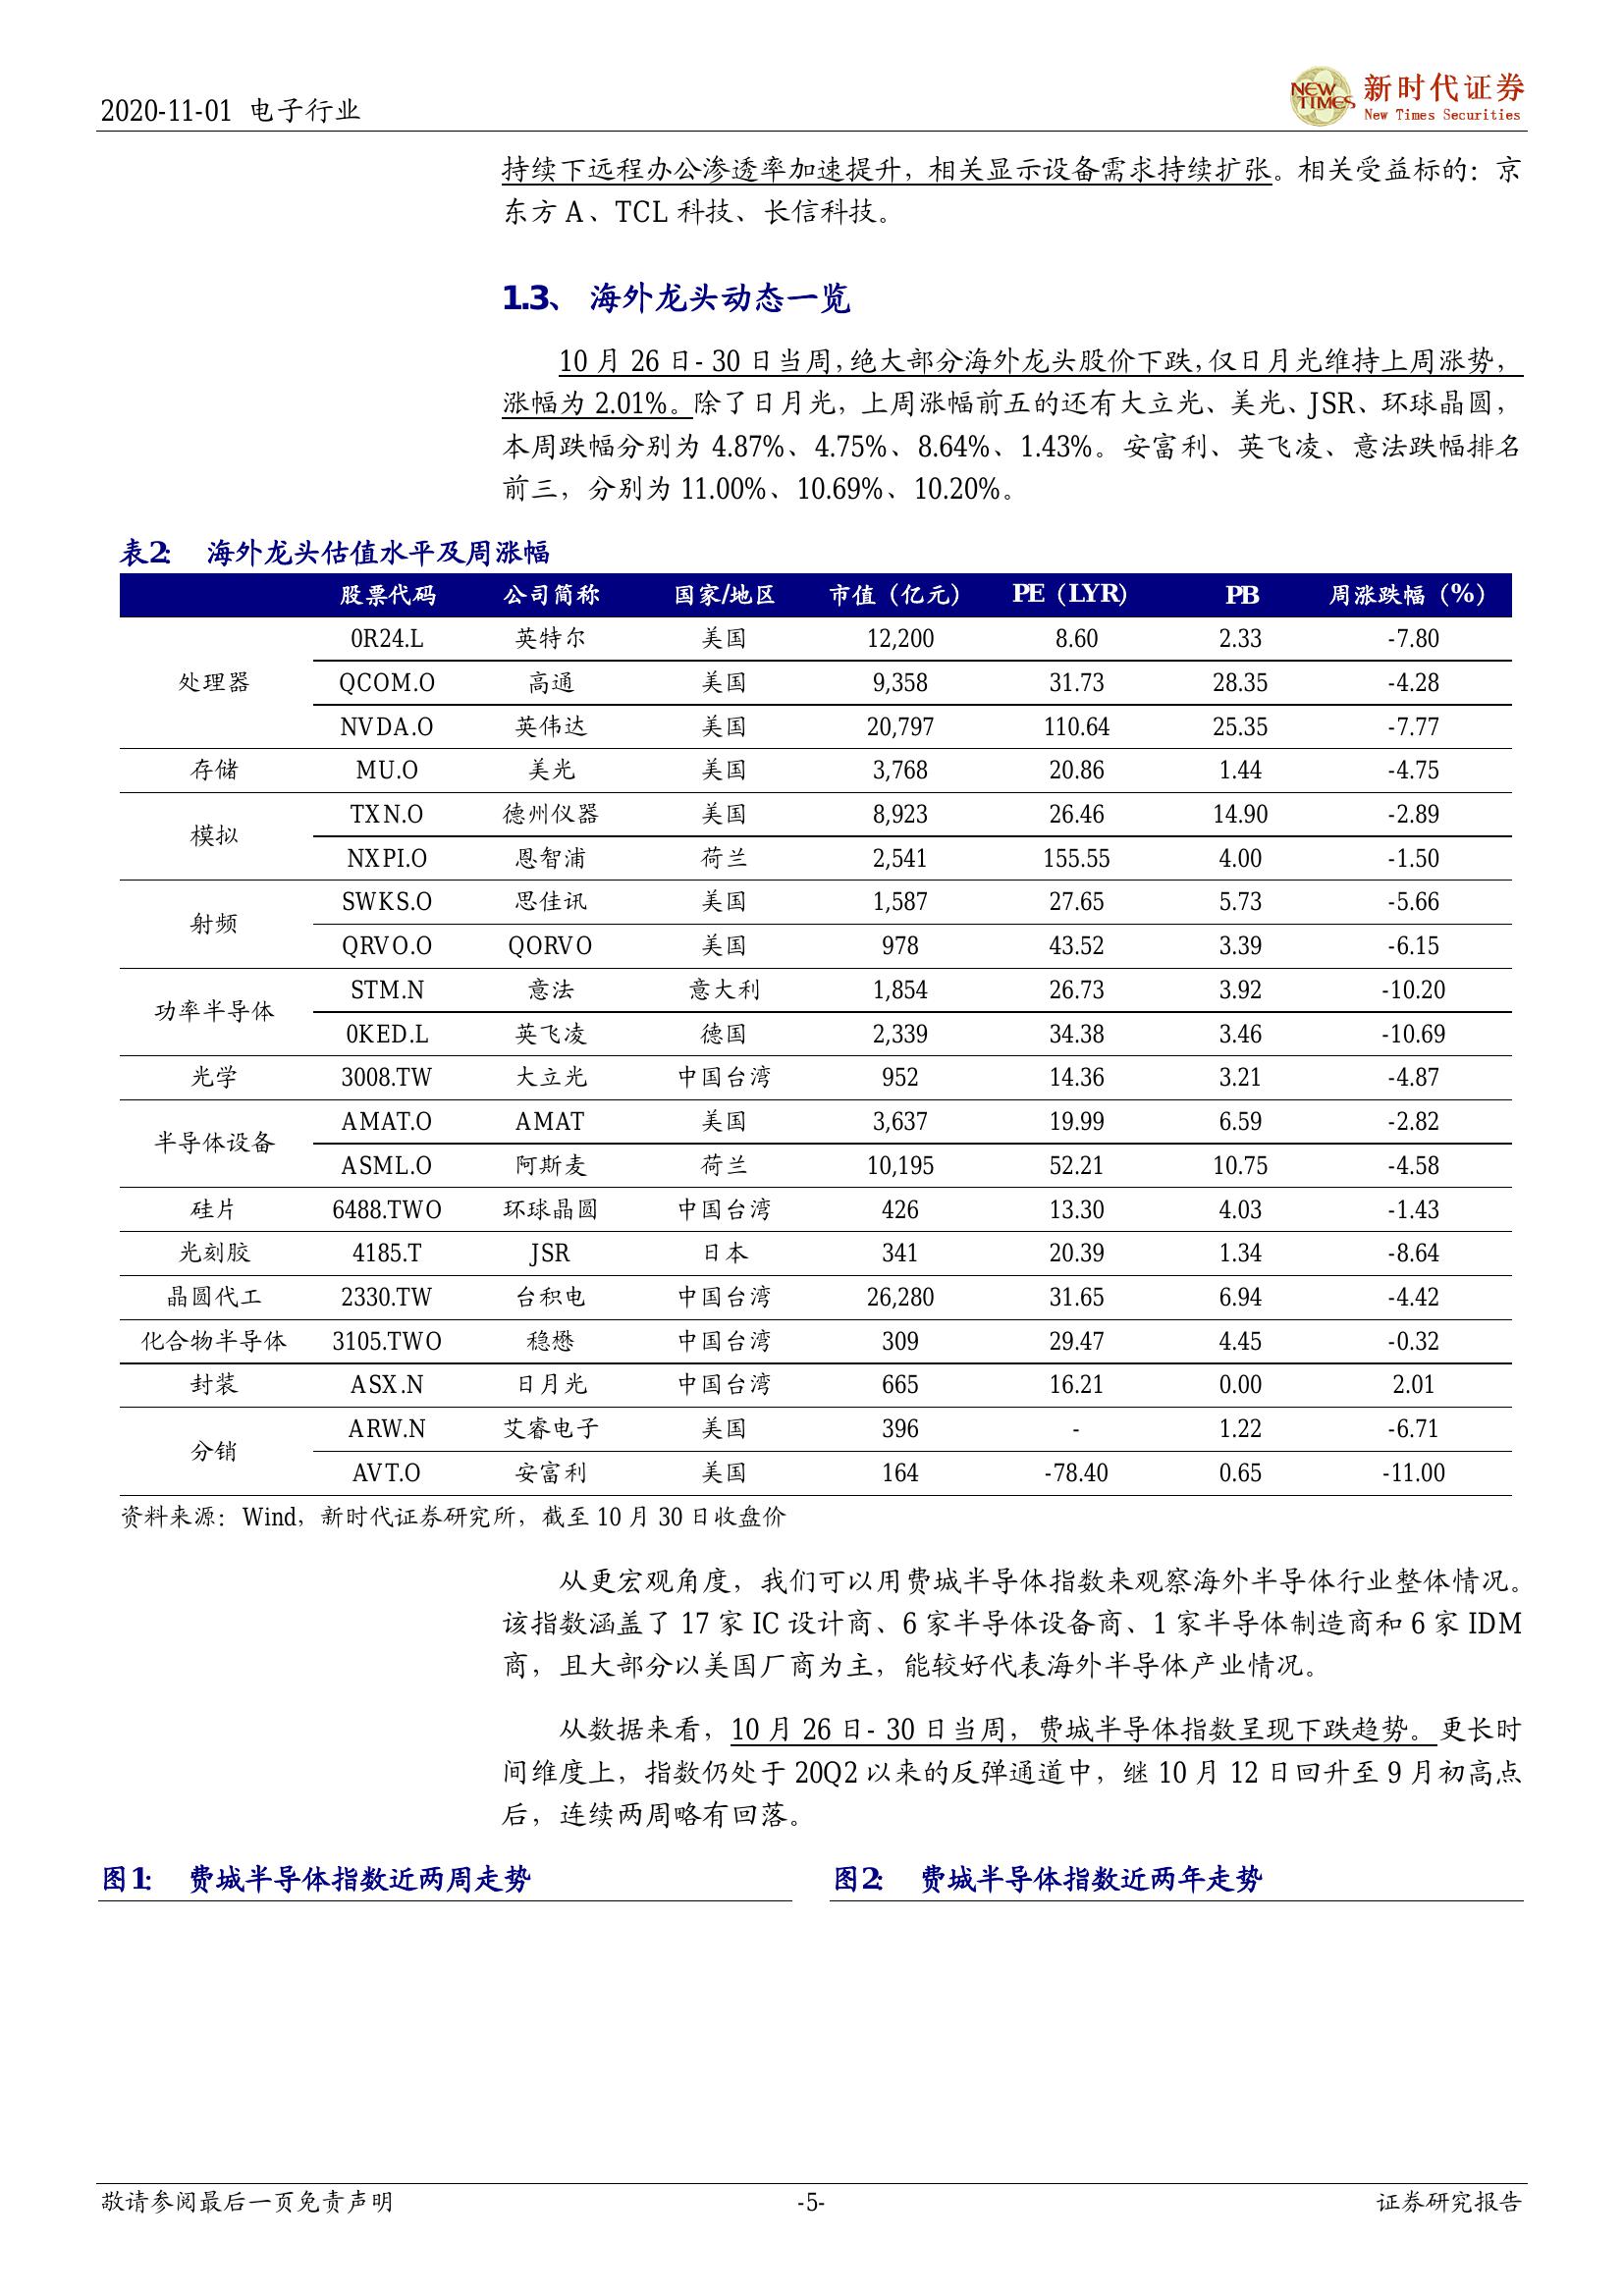 2020-11-01 电子行业
NEW TIMES
新时代证券
New Times Securities
持续下远程办公渗透率加速提升，相关显示设备需求持续扩张。相关受益标的：京
东方 A、TCL 科技、长信科技。
1.3、 海外龙头动态一览
10 月 26 日- 30 日当周，绝大部分海外龙头股价下跌，仅日月光维持上周涨势，
涨幅为 2.01%。除了日月光，上周涨幅前五的还有大立光、美光、JSR、环球晶圆，
本周跌幅分别为 4.87%、4.75%、8.64%、1.43%。安富利、英飞凌、意法跌幅排名
前三，分别为 11.00%、10.69%、10.20%。
表2： 海外龙头估值水平及周涨幅
股票代码 公司简称 国家/地区 市值（亿元） PE（LYR） PB 周涨跌幅（%）
处理器 0R24.L 英特尔 美国 12,200 8.60 2.33 -7.80
QCOM.O 高通 美国 9,358 31.73 28.35 -4.28
NVDA.O 英伟达 美国 20,797 110.64 25.35 -7.77
存储 MU.O 美光 美国 3,768 20.86 1.44 -4.75
模拟 TXN.O 德州仪器 美国 8,923 26.46 14.90 -2.89
NXPI.O 恩智浦 荷兰 2,541 155.55 4.00 -1.50
射频 SWKS.O 思佳讯 美国 1,587 27.65 5.73 -5.66
QRVO.O QORVO 美国 978 43.52 3.39 -6.15
功率半导体 STM.N 意法 意大利 1,854 26.73 3.92 -10.20
0KED.L 英飞凌 德国 2,339 34.38 3.46 -10.69
光学 3008.TW 大立光 中国台湾 952 14.36 3.21 -4.87
半导体设备 AMAT.O AMAT 美国 3,637 19.99 6.59 -2.82
ASML.O 阿斯麦 荷兰 10,195 52.21 10.75 -4.58
硅片 6488.TWO 环球晶圆 中国台湾 426 13.30 4.03 -1.43
光刻胶 4185.T JSR 日本 341 20.39 1.34 -8.64
晶圆代工 2330.TW 台积电 中国台湾 26,280 31.65 6.94 -4.42
化合物半导体 3105.TWO 稳懋 中国台湾 309 29.47 4.45 -0.32
封装 ASX.N 日月光 中国台湾 665 16.21 0.00 2.01
分销 ARW.N 艾睿电子 美国 396 - 1.22 -6.71
AVT.O 安富利 美国 164 -78.40 0.65 -11.00
资料来源：Wind，新时代证券研究所，截至 10 月 30 日收盘价
从更宏观角度，我们可以用费城半导体指数来观察海外半导体行业整体情况。
该指数涵盖了 17 家 IC 设计商、6 家半导体设备商、1 家半导体制造商和 6 家 IDM
商，且大部分以美国厂商为主，能较好代表海外半导体产业情况。
从数据来看，10 月 26 日- 30 日当周，费城半导体指数呈现下跌趋势。更长时
间维度上，指数仍处于 20Q2 以来的反弹通道中，继 10 月 12 日回升至 9 月初高点
后，连续两周略有回落。
图1： 费城半导体指数近两周走势
图2： 费城半导体指数近两年走势
敬请参阅最后一页免责声明 -5- 证券研究报告